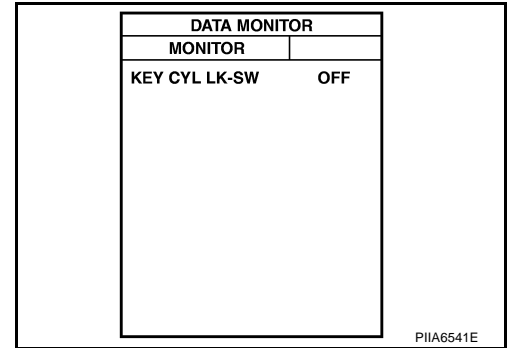 DATA MONITOR
MONITOR
KEY CYL LK-SW OFF
PIIA6541E